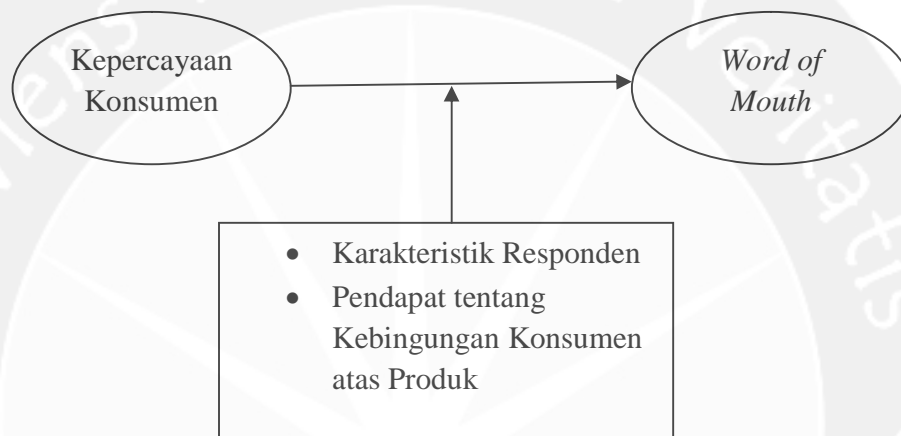 Kepercayaan
Konsumen
Word of
Mouth
• Karakteristik Responden
• Pendapat tentang
Kebingungan Konsumen
atas Produk